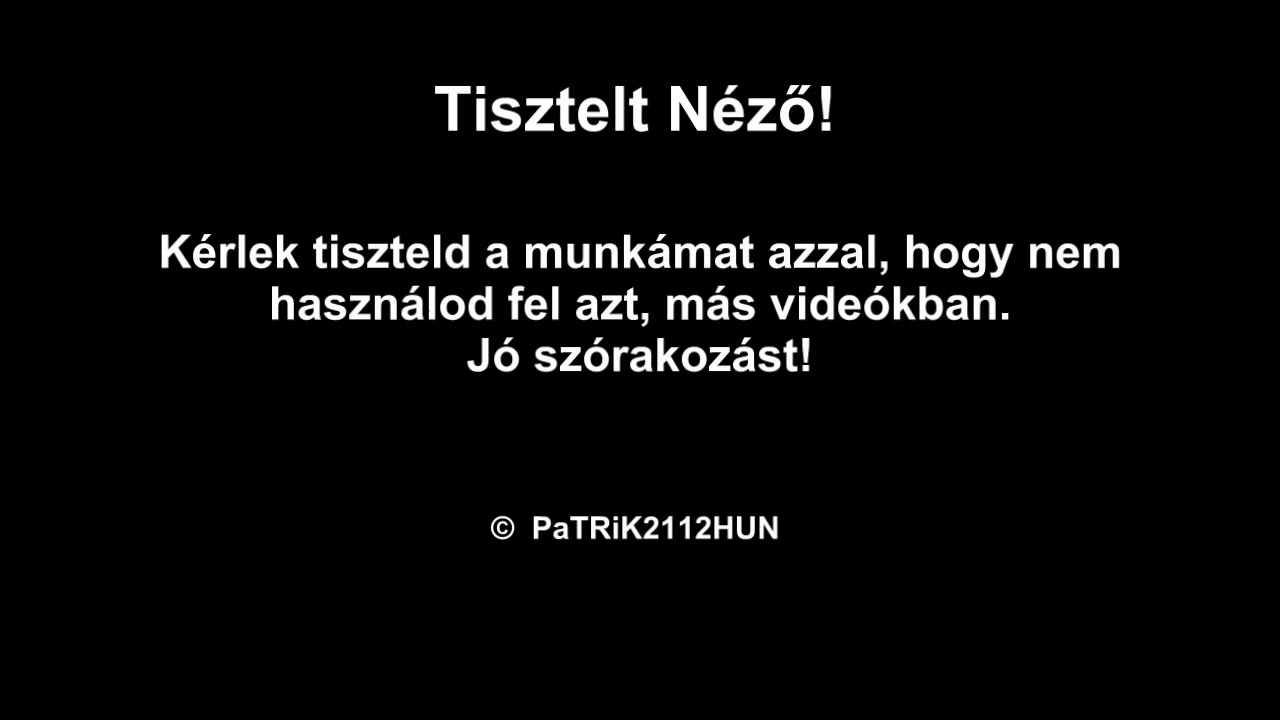 Tisztelt Néző!
Kérlek tiszteld a munkámat azzal, hogy nem
használod fel azt, más videókban.
Jó szórakozást!
© PaTRiK2112HUN